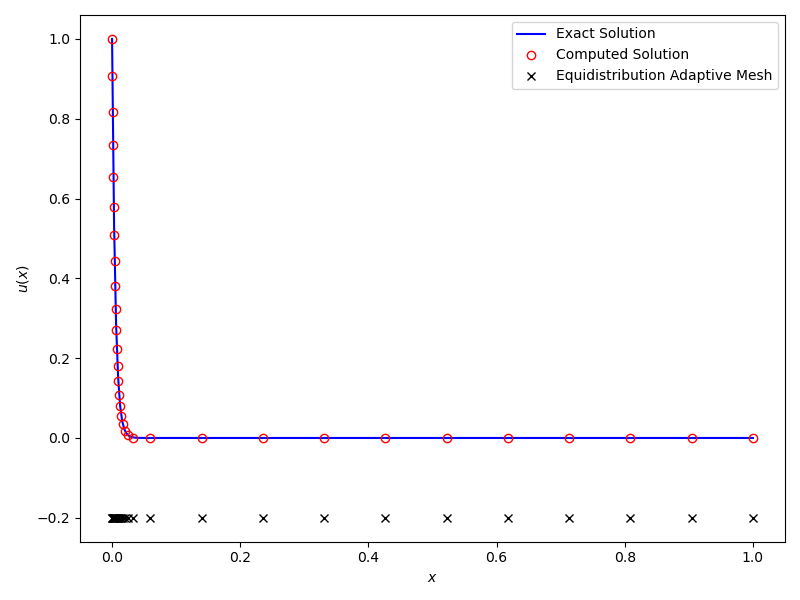 Exact Solution
Computed Solution
Equidistribution Adaptive Mesh
1.0
0.8
0.6
0.4
0.2
0.0
−0.2
u(x)
0.0 0.2 0.4 0.6 0.8 1.0
x